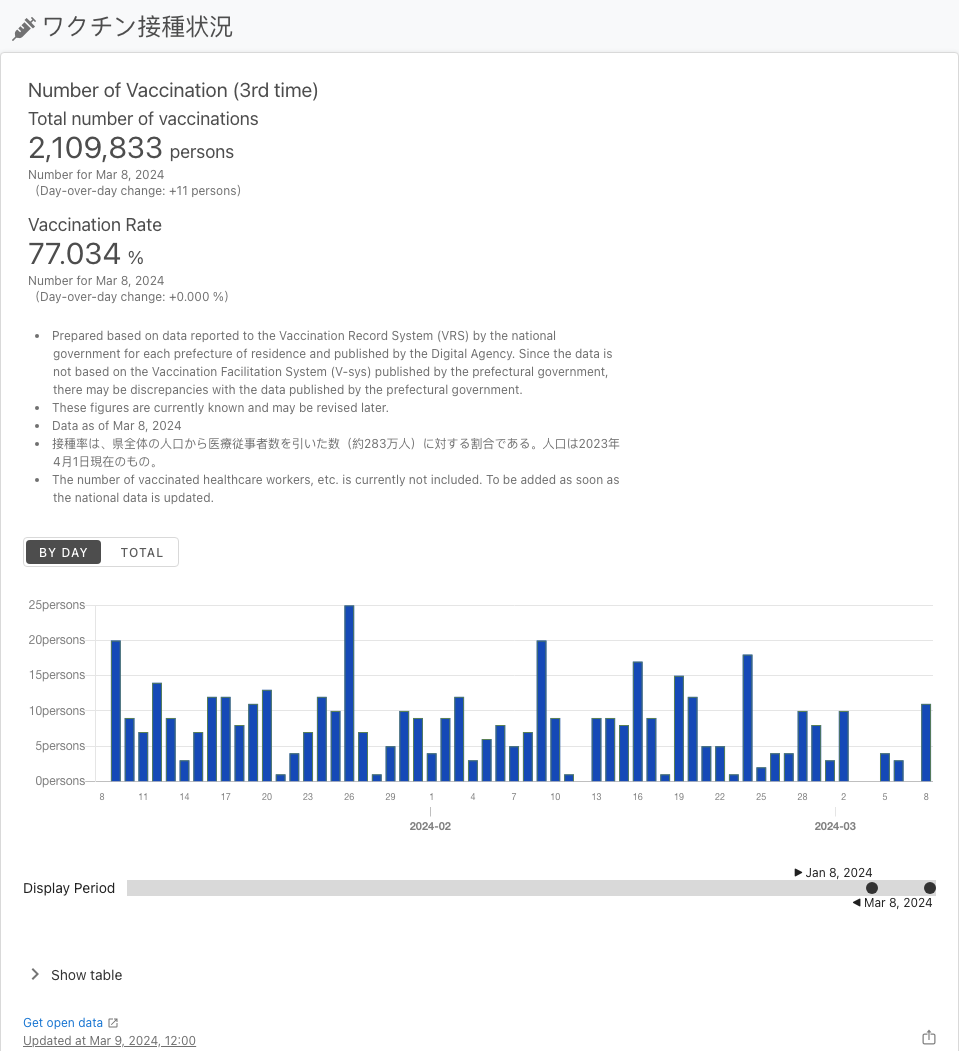 ワクチン接種状況
Number of Vaccination (3rd time)
Total number of vaccinations
2,109,833 persons
Number for Mar 8, 2024
（Day-over-day change: +11 persons）
Vaccination Rate
77.034 %
Number for Mar 8, 2024
（Day-over-day change: +0.000 %）
• Prepared based on data reported to the Vaccination Record System (VRS) by the national
government for each prefecture of residence and published by the Digital Agency. Since the data is
not based on the Vaccination Facilitation System (V-sys) published by the prefectural government,
there may be discrepancies with the data published by the prefectural government.
• These figures are currently known and may be revised later.
• Data as of Mar 8, 2024
• 接種率は、県全体の人口から医療従事者数を引いた数（約283万人）に対する割合である。人口は2023年
4月1日現在のもの。
• The number of vaccinated healthcare workers, etc. is currently not included. To be added as soon as
the national data is updated.
BY DAY TOTAL
25persons
20persons
15persons
10persons
5persons
0persons
8 11 14 17 20 23 26 29 1 4 7 10 13 16 19 22 25 28 2 5 8
2024-02 2024-03
▶ Jan 8, 2024
Display Period
◀ Mar 8, 2024
Show table
Get open data
Updated at Mar 9, 2024, 12:00